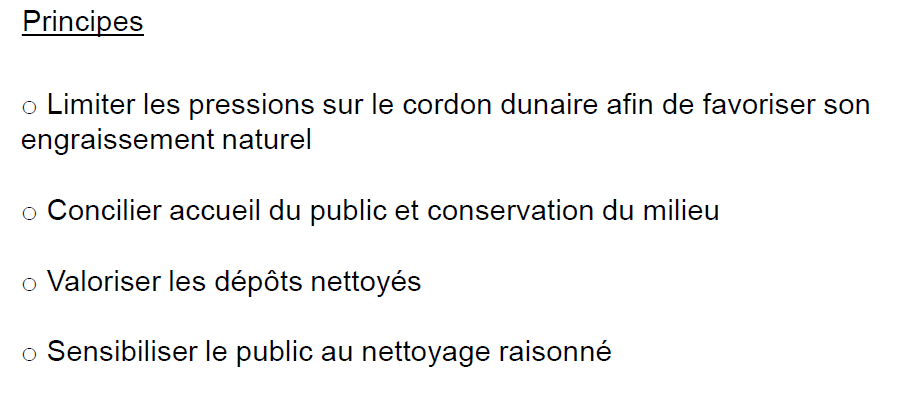 Principes
○ Limiter les pressions sur le cordon dunaire afin de favoriser son
engraissement naturel
○ Concilier accueil du public et conservation du milieu
○ Valoriser les dépôts nettoyés
○ Sensibiliser le public au nettoyage raisonné